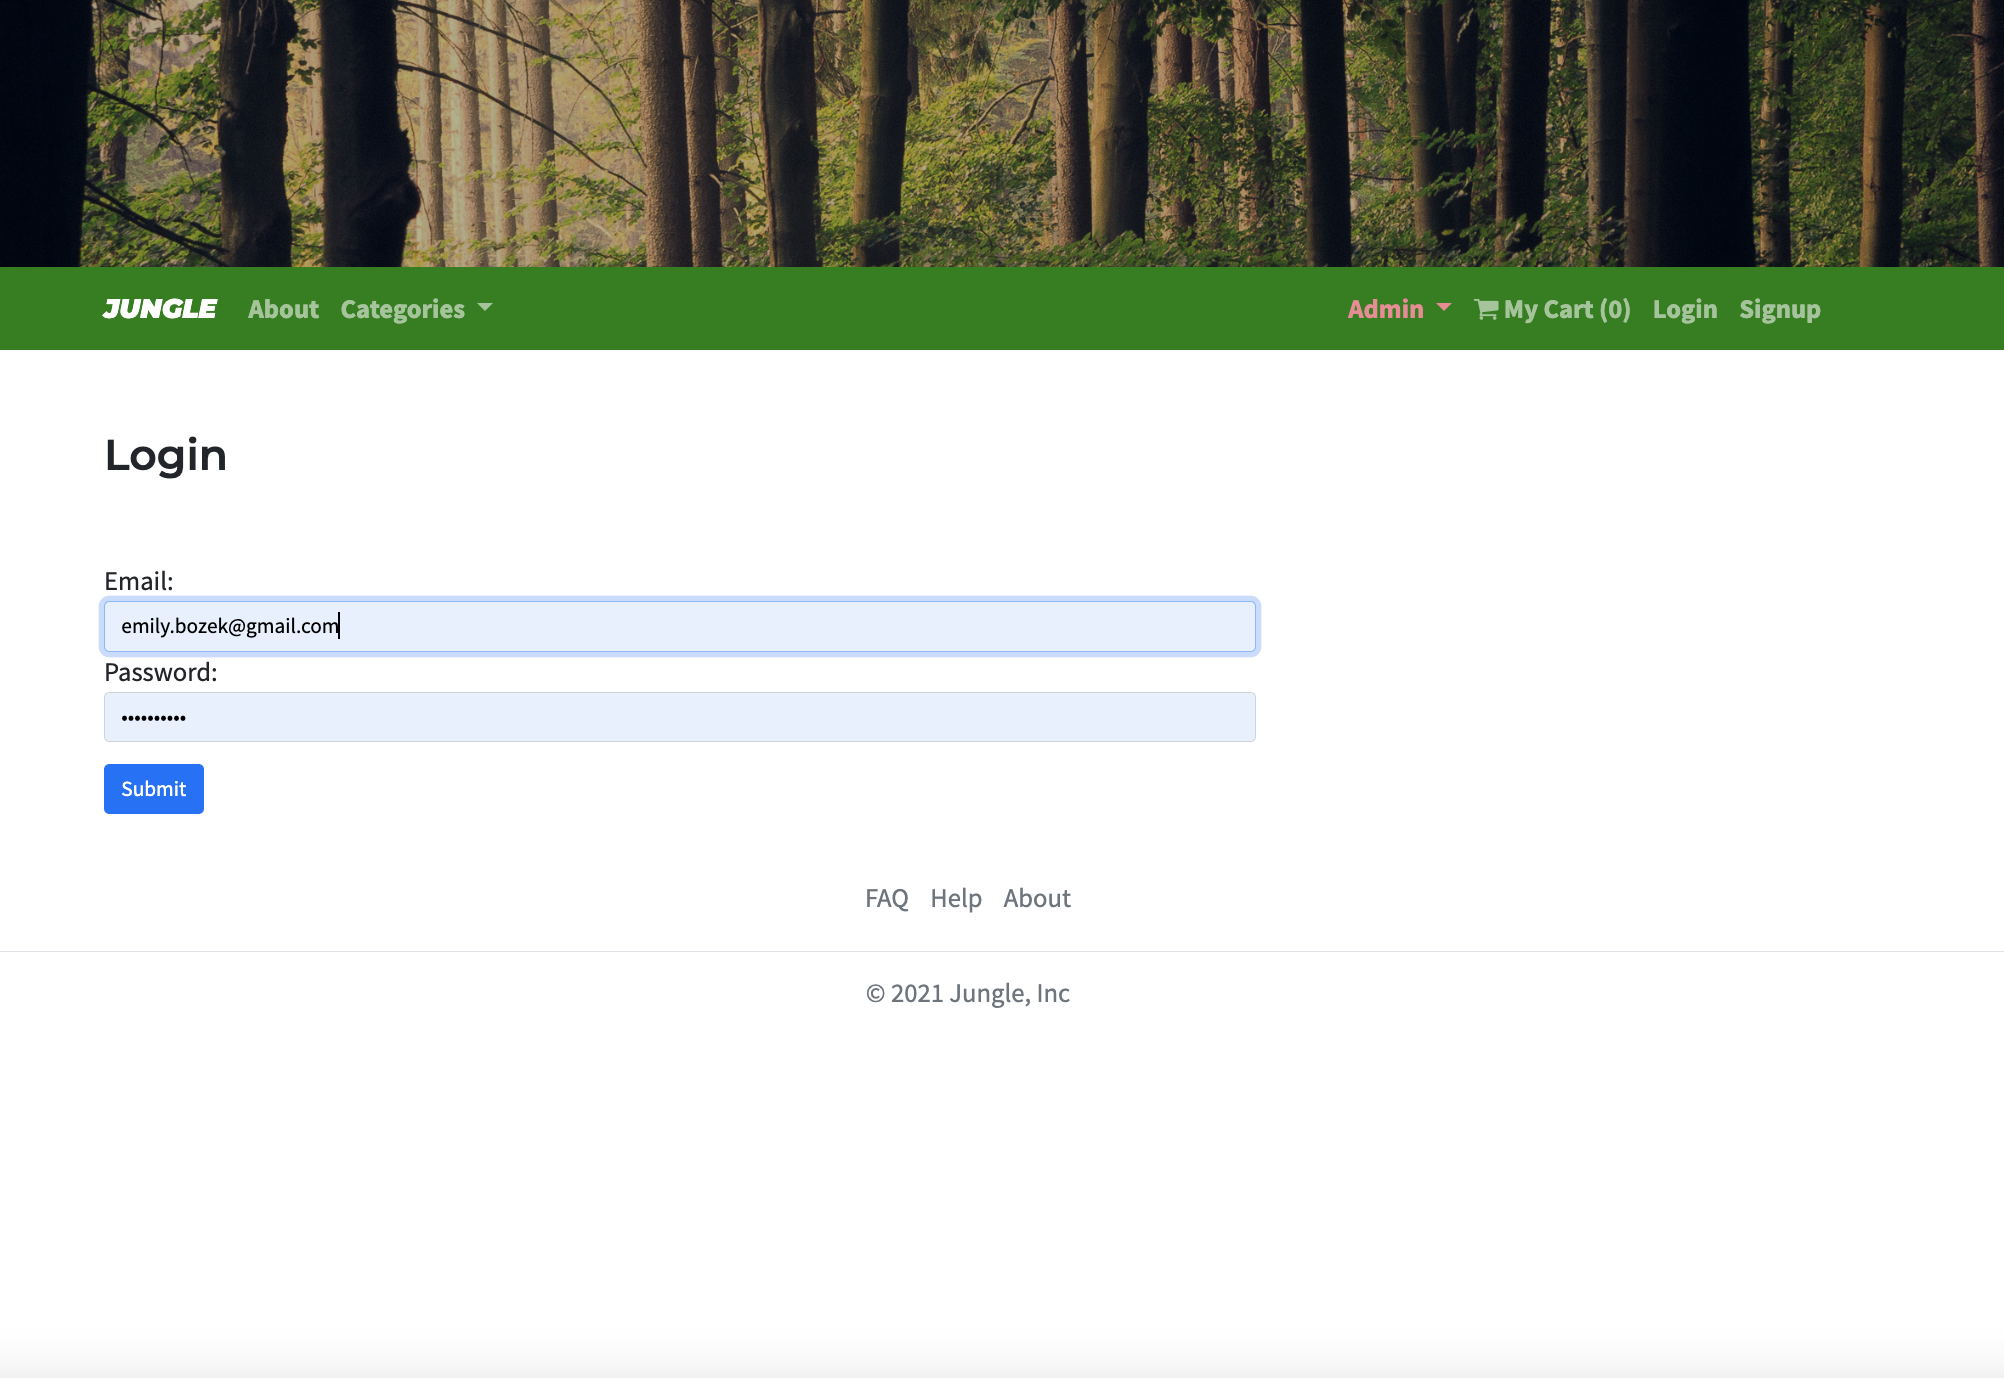 JUNGLE About Categories Admin My Cart (0) Login Signup
Login
Email:
emily.bozek@gmail.com
Password:
••••••••••
Submit
FAQ Help About
© 2021 Jungle, Inc